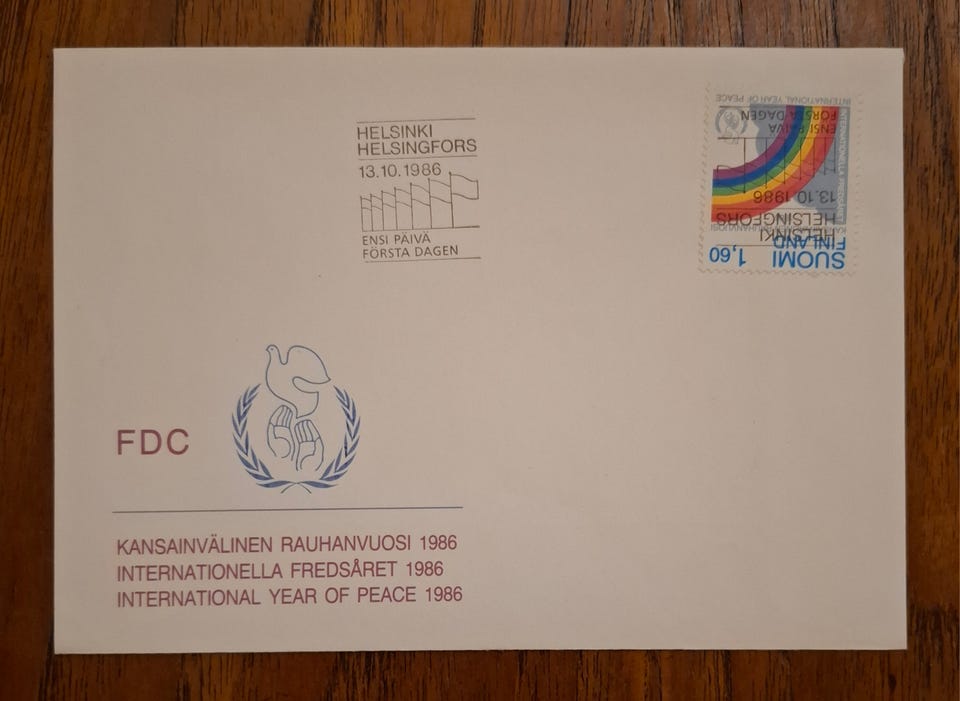 HELSINKI
HELSINGFORS
13.10.1986
ENSI PÄIVÄ
FÖRSTA DAGEN
SUOMI
FINLAND
1,60
INTERNATIONELLA FREDSÅRET
INTERNATIONAL YEAR OF PEACE
HELSINKI
HELSINGFORS
13.10.1986
ENSI PÄIVÄ
FÖRSTA DAGEN
FDC
KANSAINVÄLINEN RAUHANVUOSI 1986
INTERNATIONELLA FREDSÅRET 1986
INTERNATIONAL YEAR OF PEACE 1986